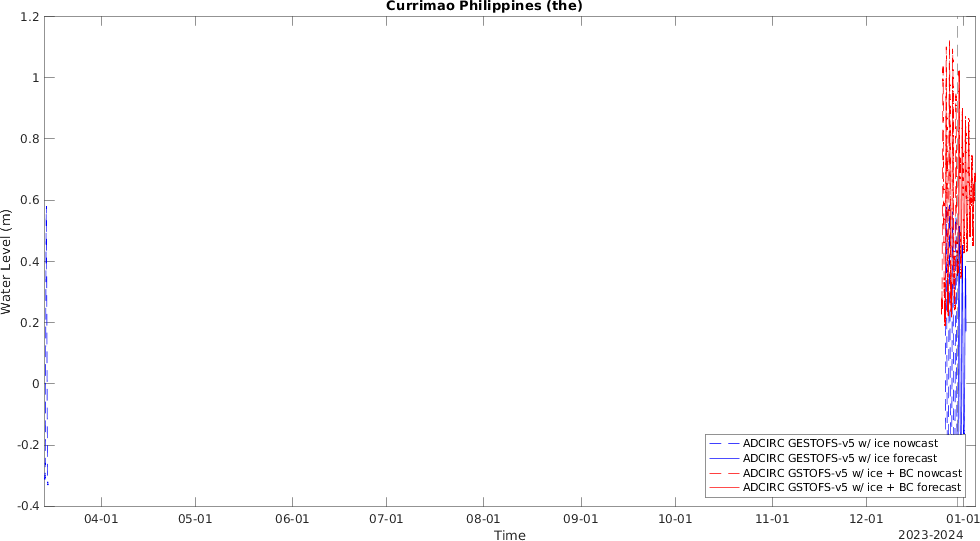 Currimao Philippines (the)
1.2
1
0.8
0.6
0.4
0.2
0
-0.2
-0.4
Water Level (m)
04-01
05-01
06-01
07-01
08-01
09-01
10-01
11-01
12-01
01-01
Time
2023-2024
ADCIRC GESTOFS-v5 w/ ice nowcast
ADCIRC GESTOFS-v5 w/ ice forecast
ADCIRC GSTOFS-v5 w/ ice + BC nowcast
ADCIRC GSTOFS-v5 w/ ice + BC forecast